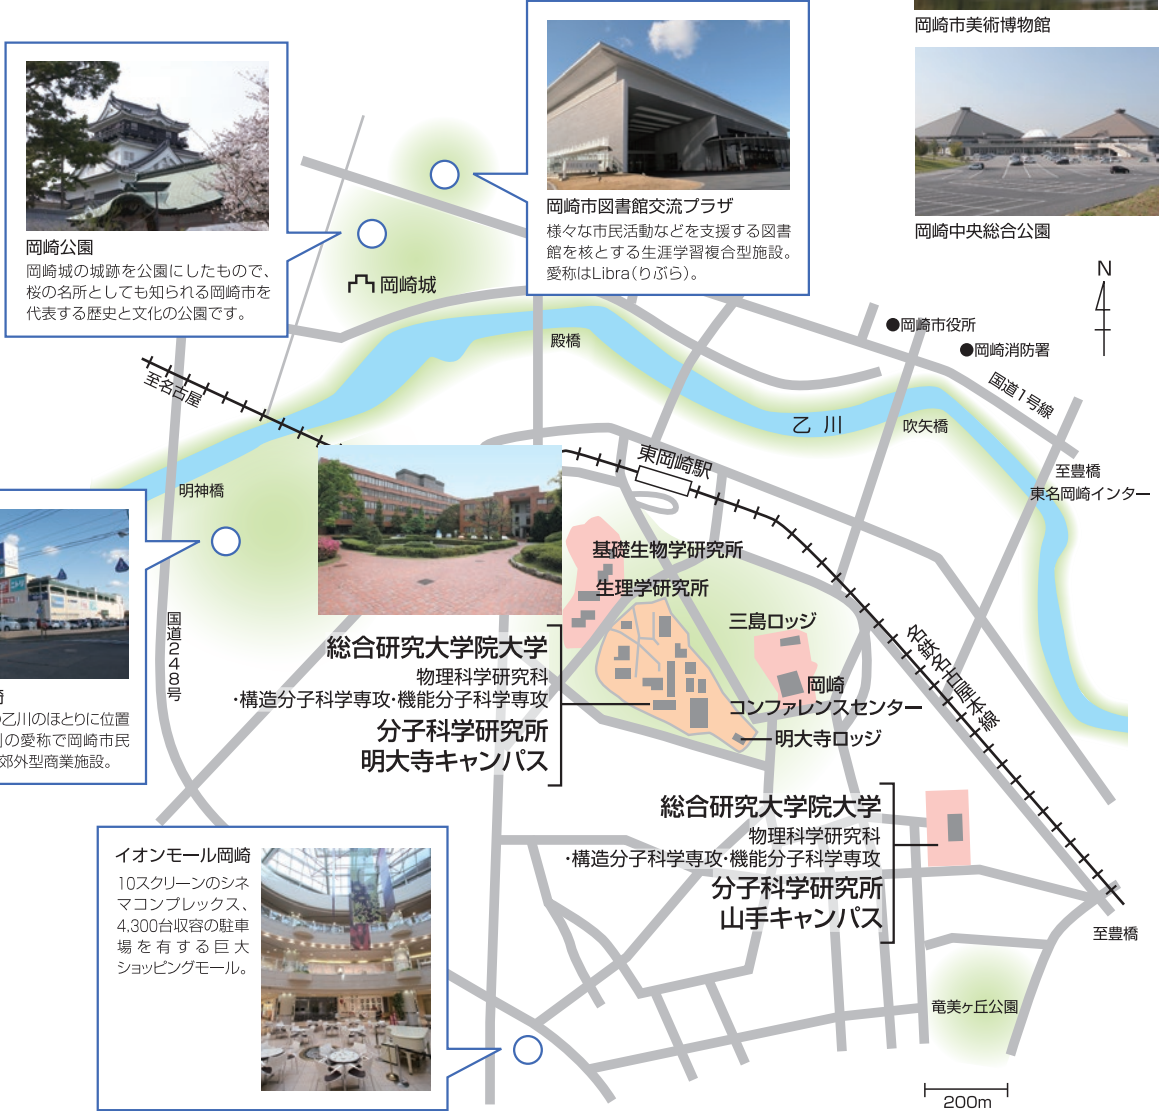 岡崎市美術博物館
岡崎中央総合公園
岡崎市図書館交流プラザ
様々な市民活動などを支援する図書
館を核とする生涯学習複合型施設。
愛称はLibra(りぶら)。
岡崎公園
岡崎城の城跡を公園にしたもので、
桜の名所としても知られる岡崎市を
代表する歴史と文化の公園です。
岡崎城
N
岡崎市役所
岡崎消防署
国道1号線
殿橋
至名古屋
乙川
吹矢橋
東岡崎駅
至豊橋
東名岡崎インター
明神橋
国道248号
基礎生物学研究所
生理学研究所
三島ロッジ
岡崎
コンファレンスセンター
明大寺ロッジ
名鉄名古屋本線
総合研究大学院大学
物理科学研究科
・構造分子科学専攻・機能分子科学専攻
分子科学研究所
明大寺キャンパス
崎
の乙川のほとりに位置
の愛称で岡崎市民
郊外型商業施設。
総合研究大学院大学
物理科学研究科
・構造分子科学専攻・機能分子科学専攻
分子科学研究所
山手キャンパス
イオンモール岡崎
10スクリーンのシネ
マコンプレックス、
4,300台収容の駐車
場を有する巨大
ショッピングモール。
至豊橋
竜美ヶ丘公園
200m